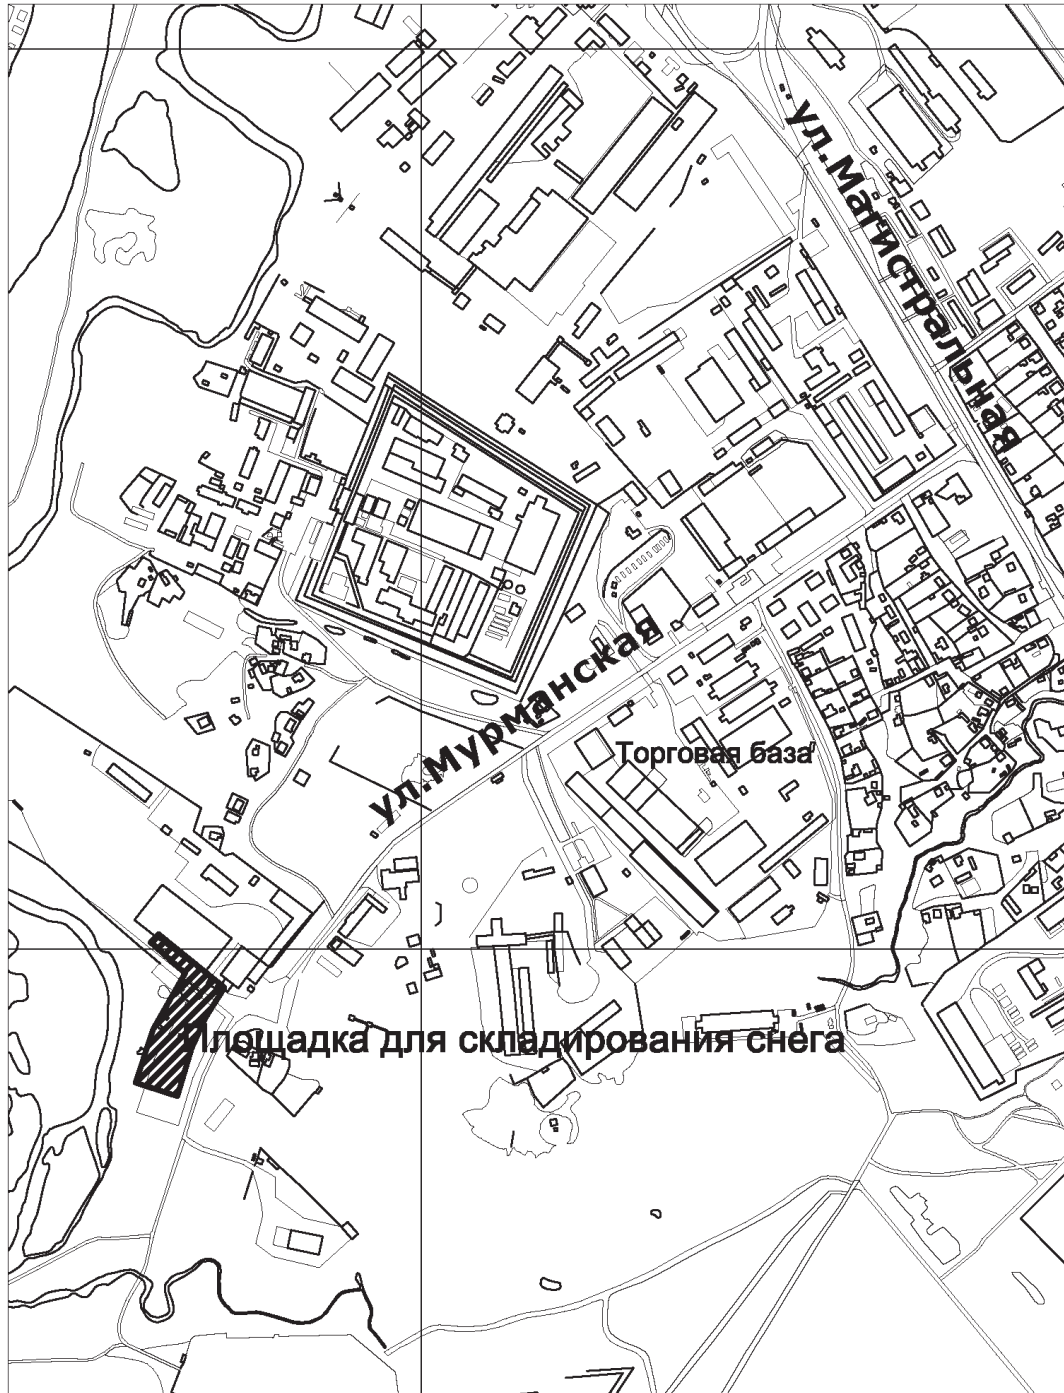 ул.Магистральная
ул.Мурманская
Торговая база
Площадка для складирования снега